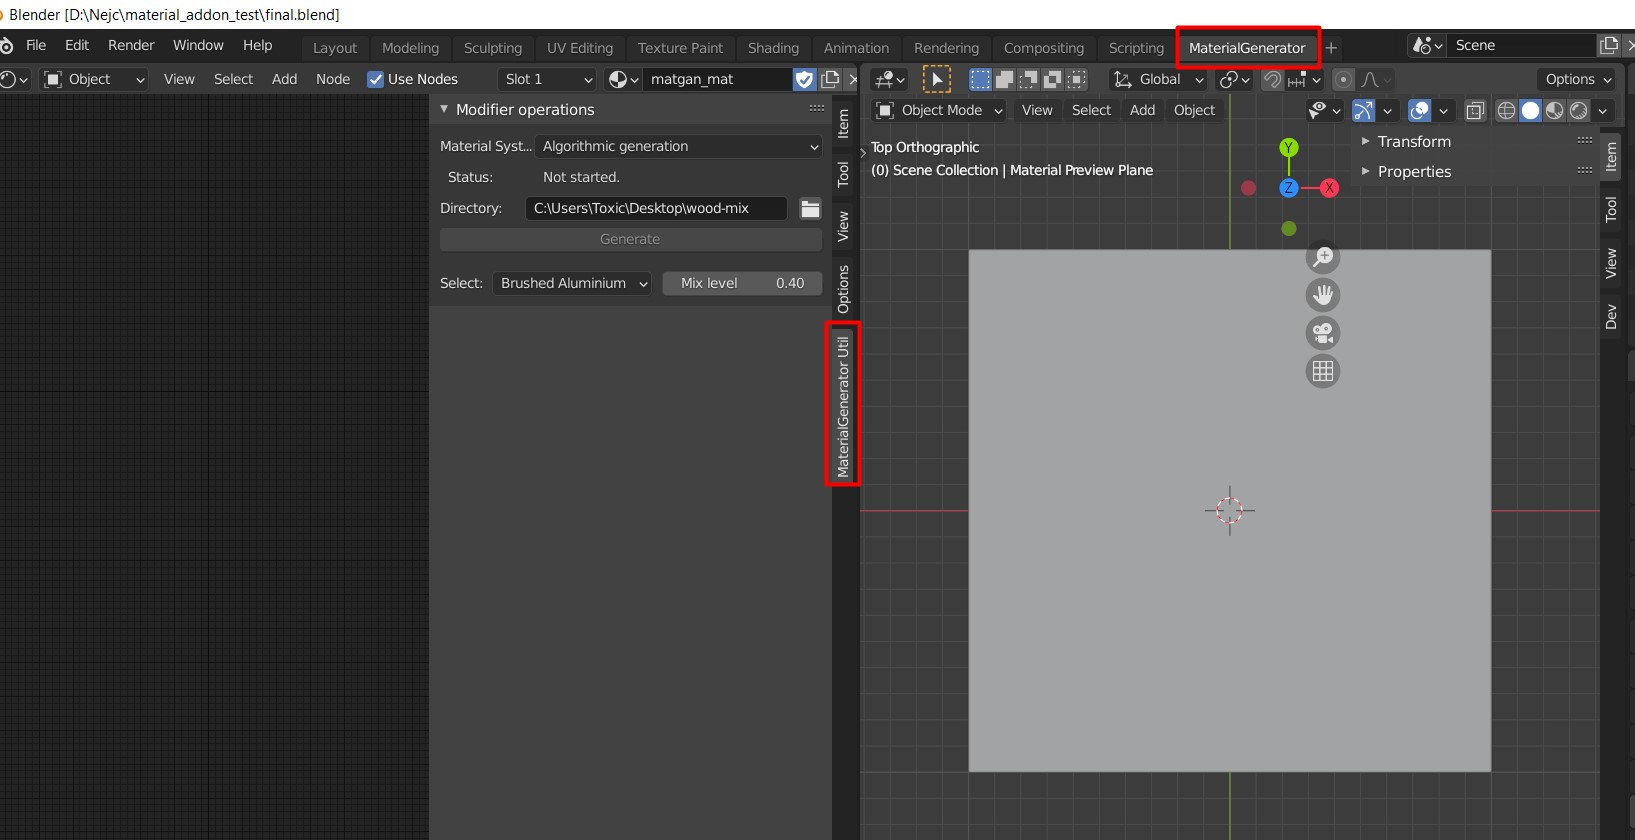 Blender [D:\Nejc\material_addon_test\final.blend]
File Edit Render Window Help Layout Modeling Sculpting UV Editing Texture Paint Shading Animation Rendering Compositing Scripting MaterialGenerator + Scene
Object View Select Add Node Use Nodes Slot 1 matgan_mat Global Options
Modifier operations
Material Syst... Algorithmic generation
Status: Not started.
Directory: C:\Users\Toxic\Desktop\wood-mix
Generate
Select: Brushed Aluminium Mix level 0.40
Item
Tool
View
Options
MaterialGenerator Util
Object Mode View Select Add Object
Top Orthographic
(0) Scene Collection | Material Preview Plane
Y
Z X
Transform
Properties
Item
Tool
View
Dev